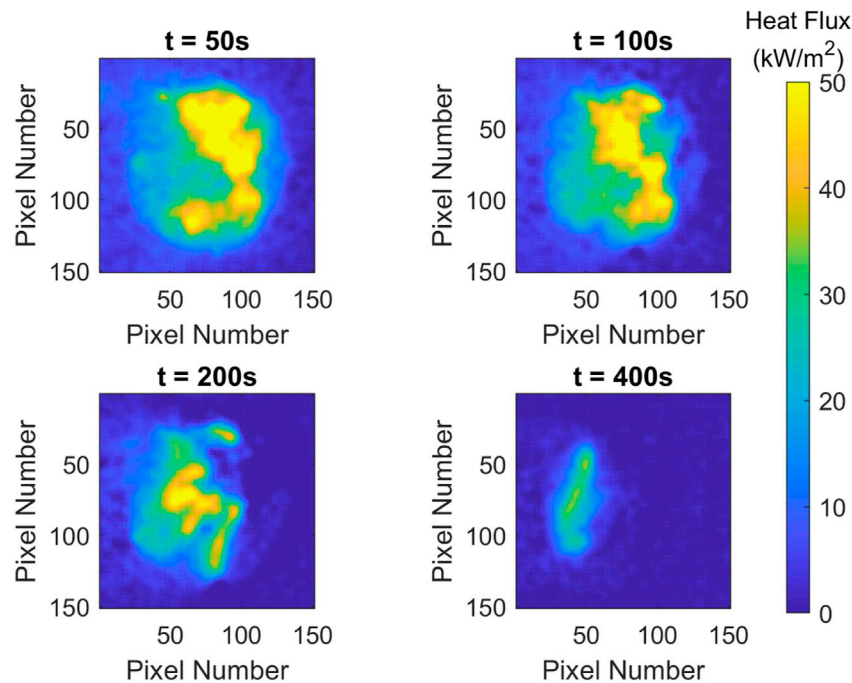 t = 50s
Pixel Number
50
100
150
50 100 150
Pixel Number
t = 100s
Pixel Number
50
100
150
50 100 150
Pixel Number
Heat Flux
(kW/m²)
50
40
30
20
10
0
t = 200s
Pixel Number
50
100
150
50 100 150
Pixel Number
t = 400s
Pixel Number
50
100
150
50 100 150
Pixel Number